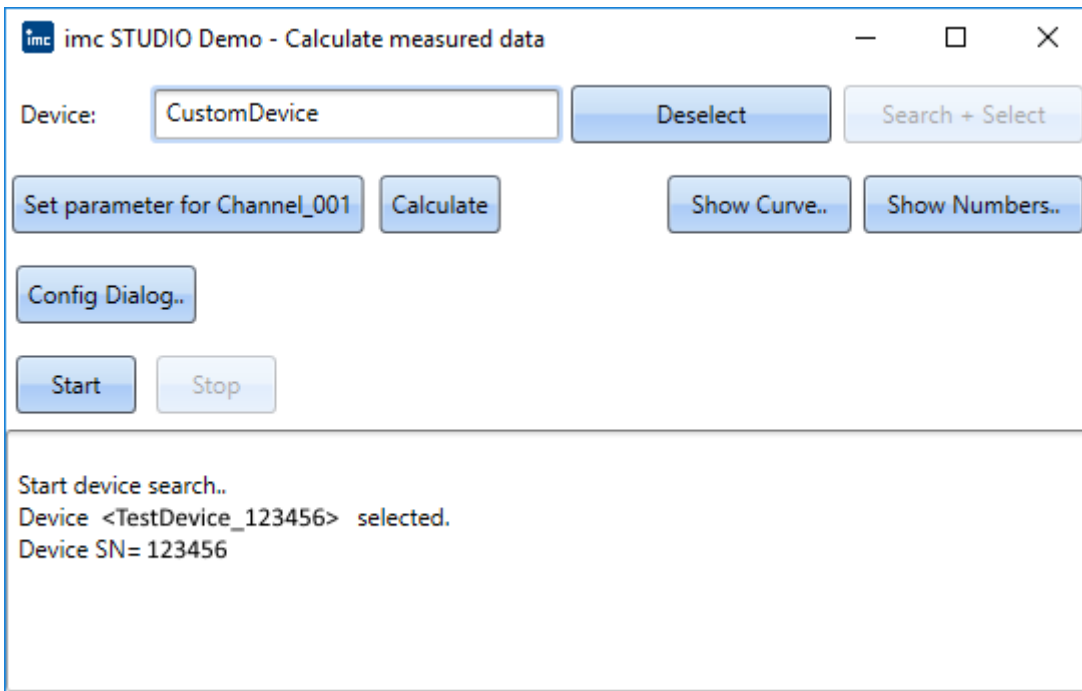 imc imc STUDIO Demo - Calculate measured data
Device: CustomDevice Deselect Search + Select
Set parameter for Channel_001 Calculate Show Curve.. Show Numbers..
Config Dialog..
Start Stop
Start device search..
Device <TestDevice_123456> selected.
Device SN= 123456